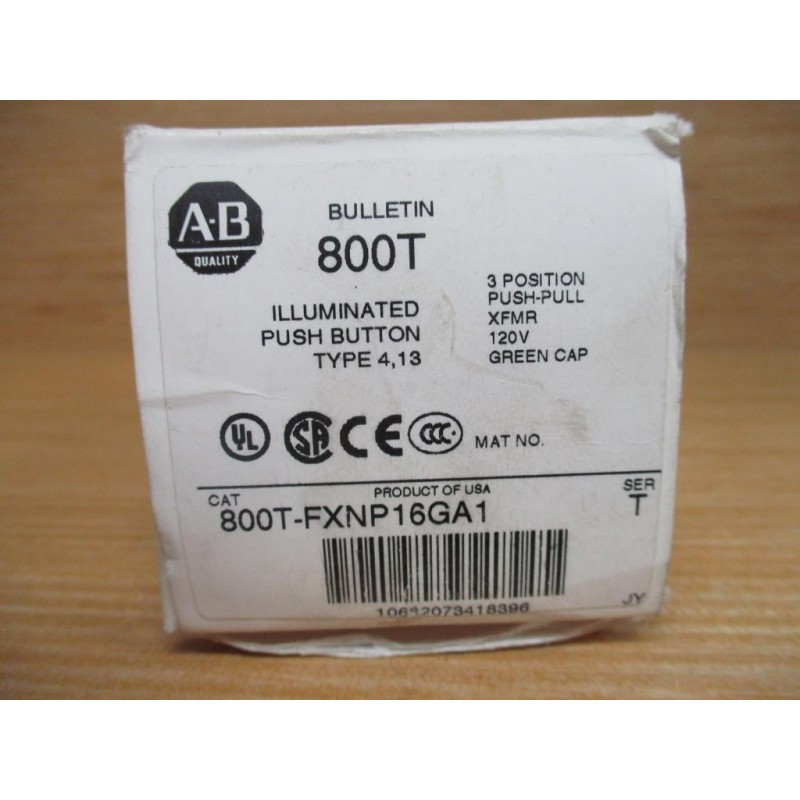 A-B
QUALITY
BULLETIN
800T
ILLUMINATED
PUSH BUTTON
TYPE 4,13
3 POSITION
PUSH-PULL
XFMR
120V
GREEN CAP
UL
SA CE CCC
MAT NO.
CAT
PRODUCT OF USA
SER
800T-FXNP16GA1
T
10632073418396
JY